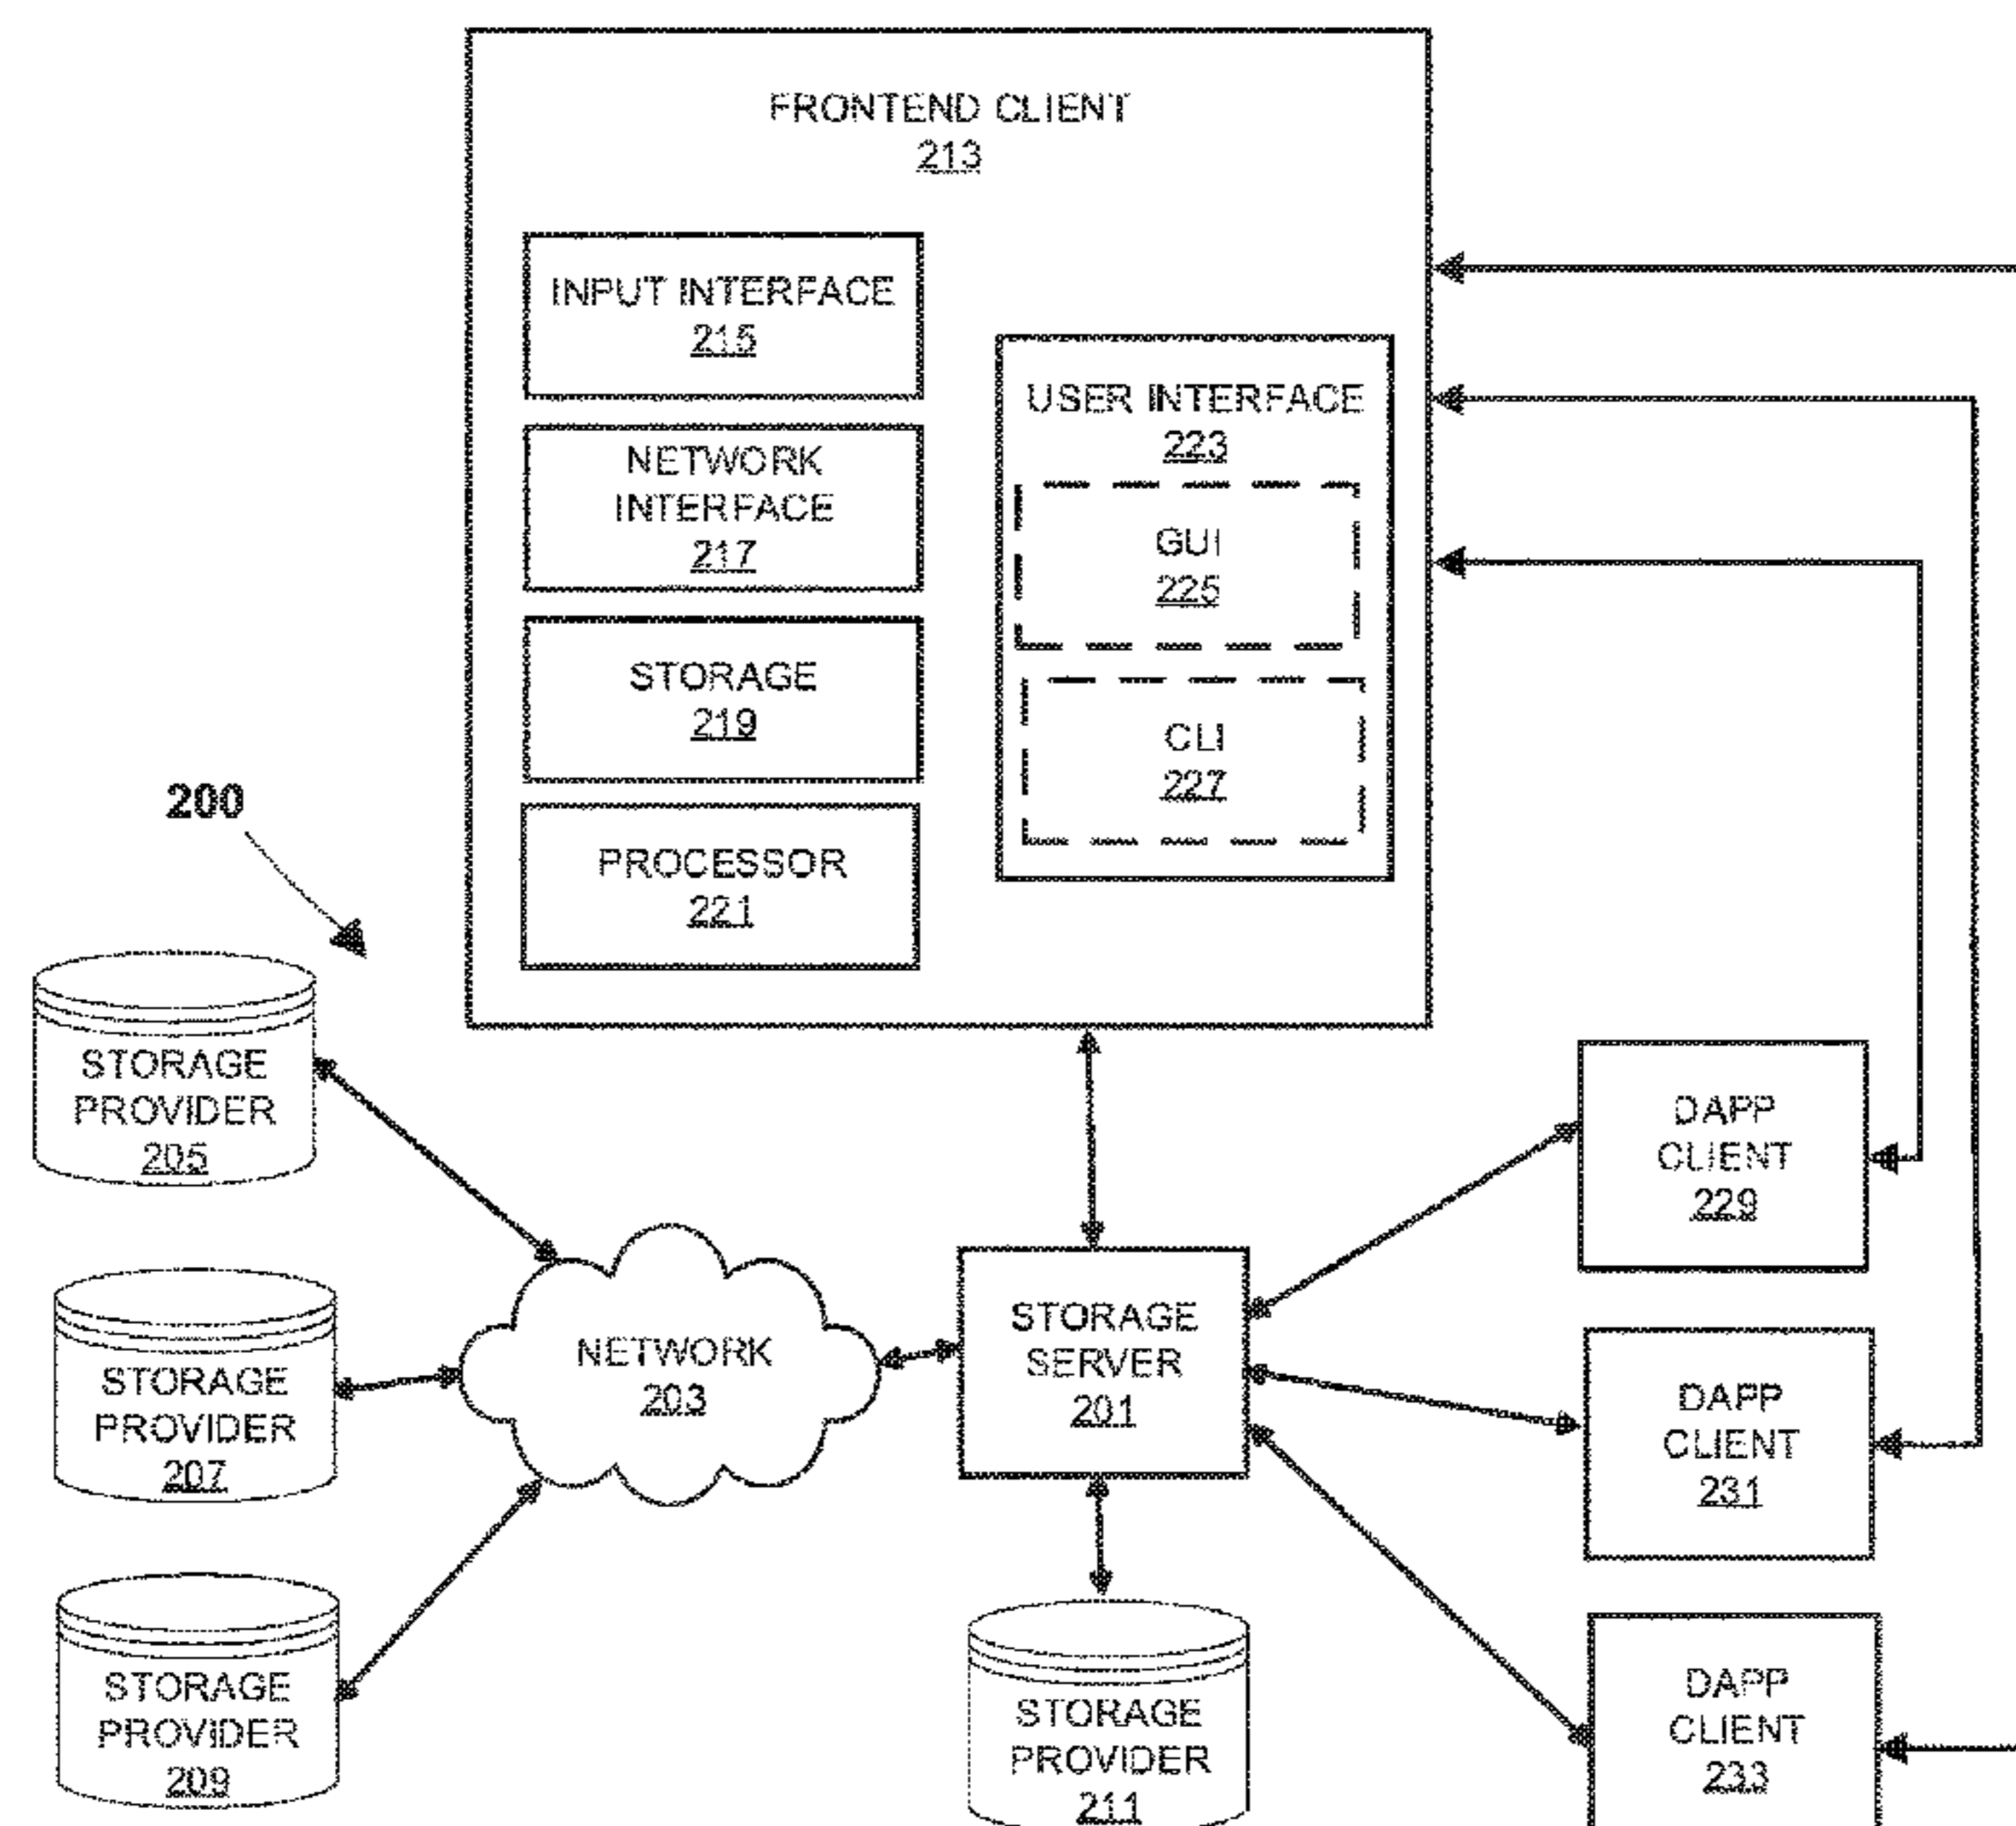 FRONTEND CLIENT
213
INPUT INTERFACE
215
NETWORK
INTERFACE
217
STORAGE
219
PROCESSOR
221
USER INTERFACE
223
GUI
225
CLI
227
200
STORAGE
PROVIDER
205
STORAGE
PROVIDER
207
STORAGE
PROVIDER
209
NETWORK
203
STORAGE
SERVER
201
STORAGE
PROVIDER
211
DAPP
CLIENT
229
DAPP
CLIENT
231
DAPP
CLIENT
233